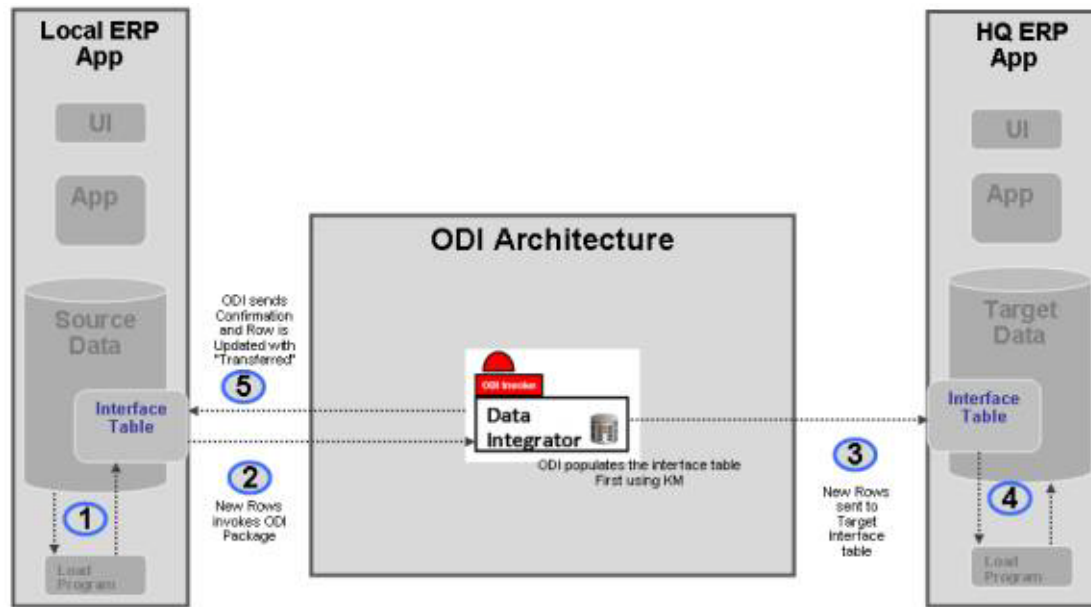 Local ERP
App
UI
App
Source
Data
Interface
Table
1
Load
Program
ODI Architecture
ODI sends
Confirmation
and Row is
Updated with
"Transferred"
5
2
New Rows
invokes ODI
Package
ODI Invoker
Data
Integrator
ODI populates the interface table
First using KM
3
New Rows
sent to
Target
Interface
table
HQ ERP
App
UI
App
Target
Data
Interface
Table
4
Load
Program